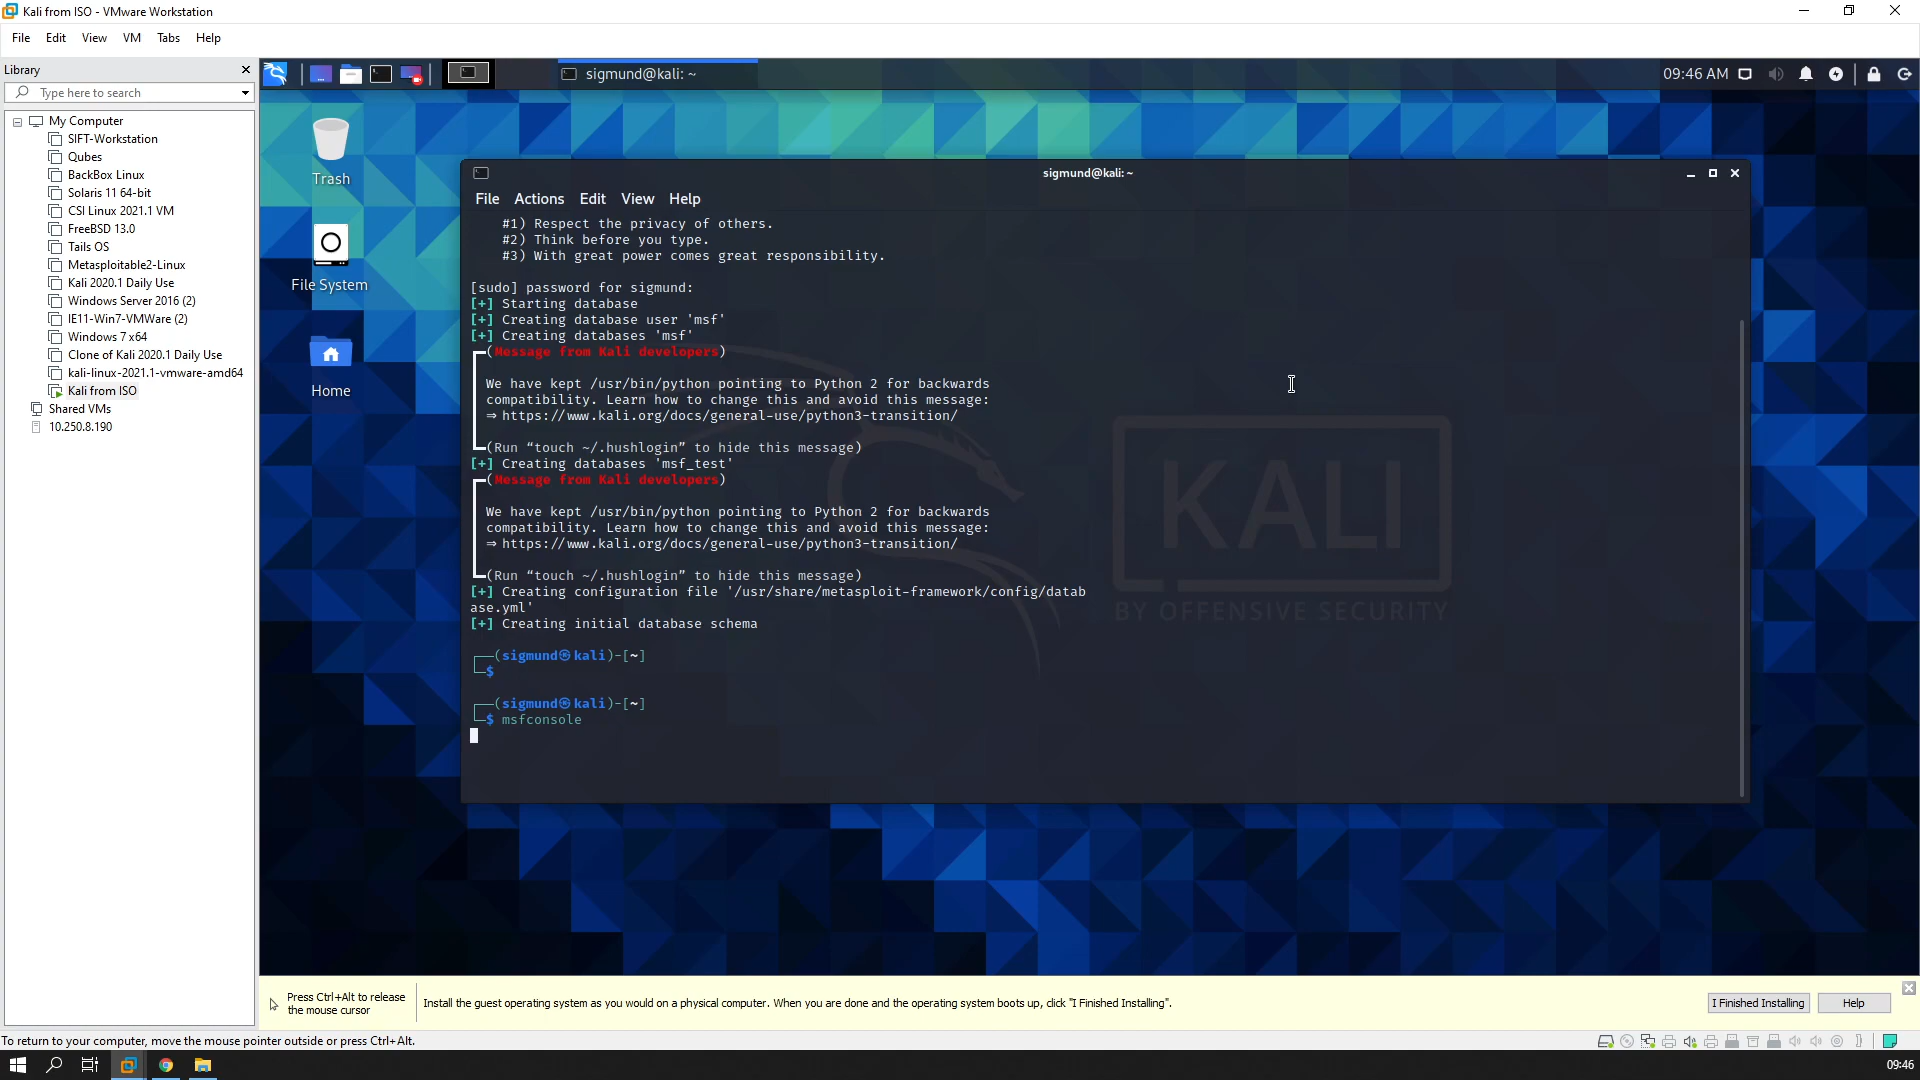 Kali from ISO - VMware Workstation
File Edit View VM Tabs Help
Library
Type here to search
My Computer
SIFT-Workstation
Qubes
BackBox Linux
Solaris 11 64-bit
CSI Linux 2021.1 VM
FreeBSD 13.0
Tails OS
Metasploitable2-Linux
Kali 2020.1 Daily Use
Windows Server 2016 (2)
IE11-Win7-VMWare (2)
Windows 7 x64
Clone of Kali 2020.1 Daily Use
kali-linux-2021.1-vmware-amd64
Kali from ISO
Shared VMs
10.250.8.190
sigmund@kali: ~
09:46 AM
Trash
File System
Home
sigmund@kali: ~
File Actions Edit View Help
#1) Respect the privacy of others.
#2) Think before you type.
#3) With great power comes great responsibility.
[sudo] password for sigmund:
[+] Starting database
[+] Creating database user 'msf'
[+] Creating databases 'msf'
┌─(Message from Kali developers)
We have kept /usr/bin/python pointing to Python 2 for backwards
compatibility. Learn how to change this and avoid this message:
⇒ https://www.kali.org/docs/general-use/python3-transition/
└─(Run “touch ~/.hushlogin” to hide this message)
[+] Creating databases 'msf_test'
┌─(Message from Kali developers)
We have kept /usr/bin/python pointing to Python 2 for backwards
compatibility. Learn how to change this and avoid this message:
⇒ https://www.kali.org/docs/general-use/python3-transition/
└─(Run “touch ~/.hushlogin” to hide this message)
[+] Creating configuration file '/usr/share/metasploit-framework/config/datab
ase.yml'
[+] Creating initial database schema
┌──(sigmund㉿kali)-[~]
└─$
┌──(sigmund㉿kali)-[~]
└─$ msfconsole
KALI
BY OFFENSIVE SECURITY
Press Ctrl+Alt to release
the mouse cursor
Install the guest operating system as you would on a physical computer. When you are done and the operating system boots up, click "I Finished Installing".
I Finished Installing
Help
To return to your computer, move the mouse pointer outside or press Ctrl+Alt.
09:46